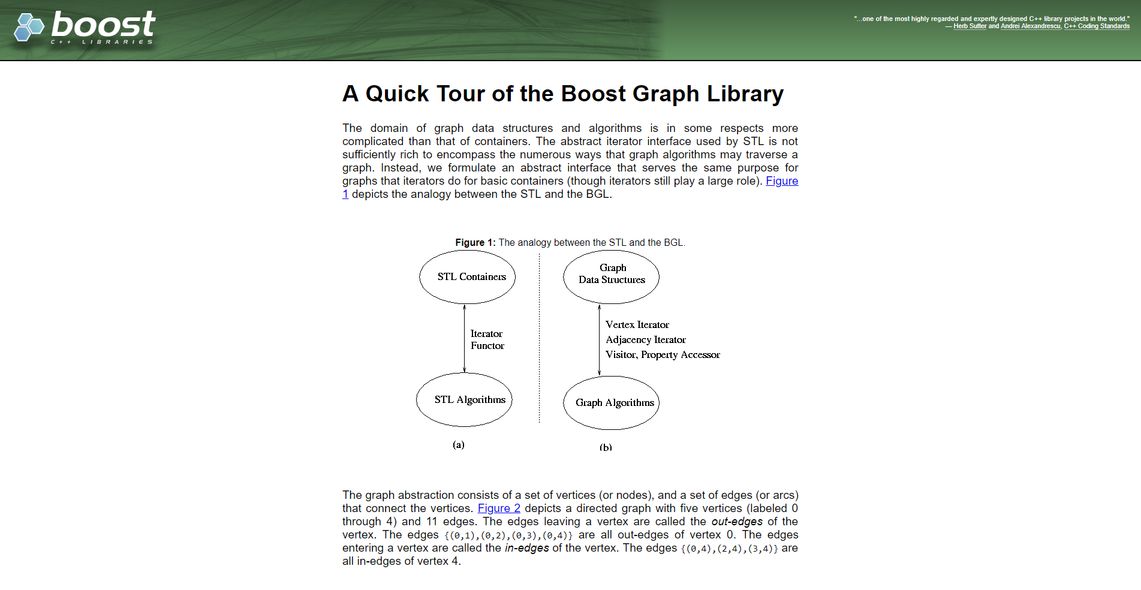 boost
C++ LIBRARIES
"...one of the most highly regarded and expertly designed C++ library projects in the world."
— Herb Sutter and Andrei Alexandrescu, C++ Coding Standards
A Quick Tour of the Boost Graph Library
The domain of graph data structures and algorithms is in some respects more
complicated than that of containers. The abstract iterator interface used by STL is not
sufficiently rich to encompass the numerous ways that graph algorithms may traverse a
graph. Instead, we formulate an abstract interface that serves the same purpose for
graphs that iterators do for basic containers (though iterators still play a large role). Figure
1 depicts the analogy between the STL and the BGL.
Figure 1: The analogy between the STL and the BGL.
STL Containers
Iterator
Functor
STL Algorithms
(a)
Graph
Data Structures
Vertex Iterator
Adjacency Iterator
Visitor, Property Accessor
Graph Algorithms
(b)
The graph abstraction consists of a set of vertices (or nodes), and a set of edges (or arcs)
that connect the vertices. Figure 2 depicts a directed graph with five vertices (labeled 0
through 4) and 11 edges. The edges leaving a vertex are called the out-edges of the
vertex. The edges {(0,1),(0,2),(0,3),(0,4)} are all out-edges of vertex 0. The edges
entering a vertex are called the in-edges of the vertex. The edges {(0,4),(2,4),(3,4)} are
all in-edges of vertex 4.